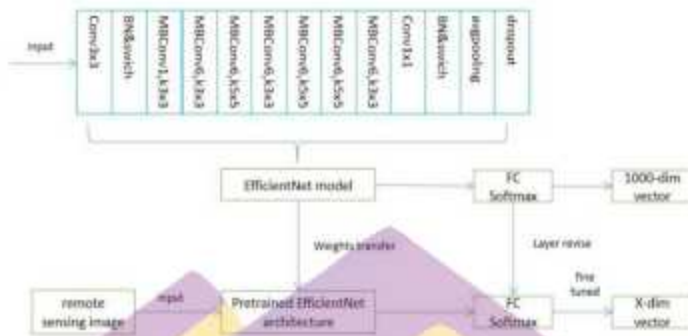 Input
Conv3x3
BN&swich
MBConv1,k3x3
MBConv6,k3x3
MBConv6,k5x5
MBConv6,k3x3
MBConv6,k5x5
MBConv6,k5x5
MBConv6,k3x3
Conv1x1
BN&swich
avgpooling
dropout
EfficientNet model
FC
Softmax
1000-dim
vector
Weights transfer
Layer revise
remote
sensing image
input
Pretrained EfficientNet
architecture
FC
Softmax
Fine
tuned
X-dim
vector